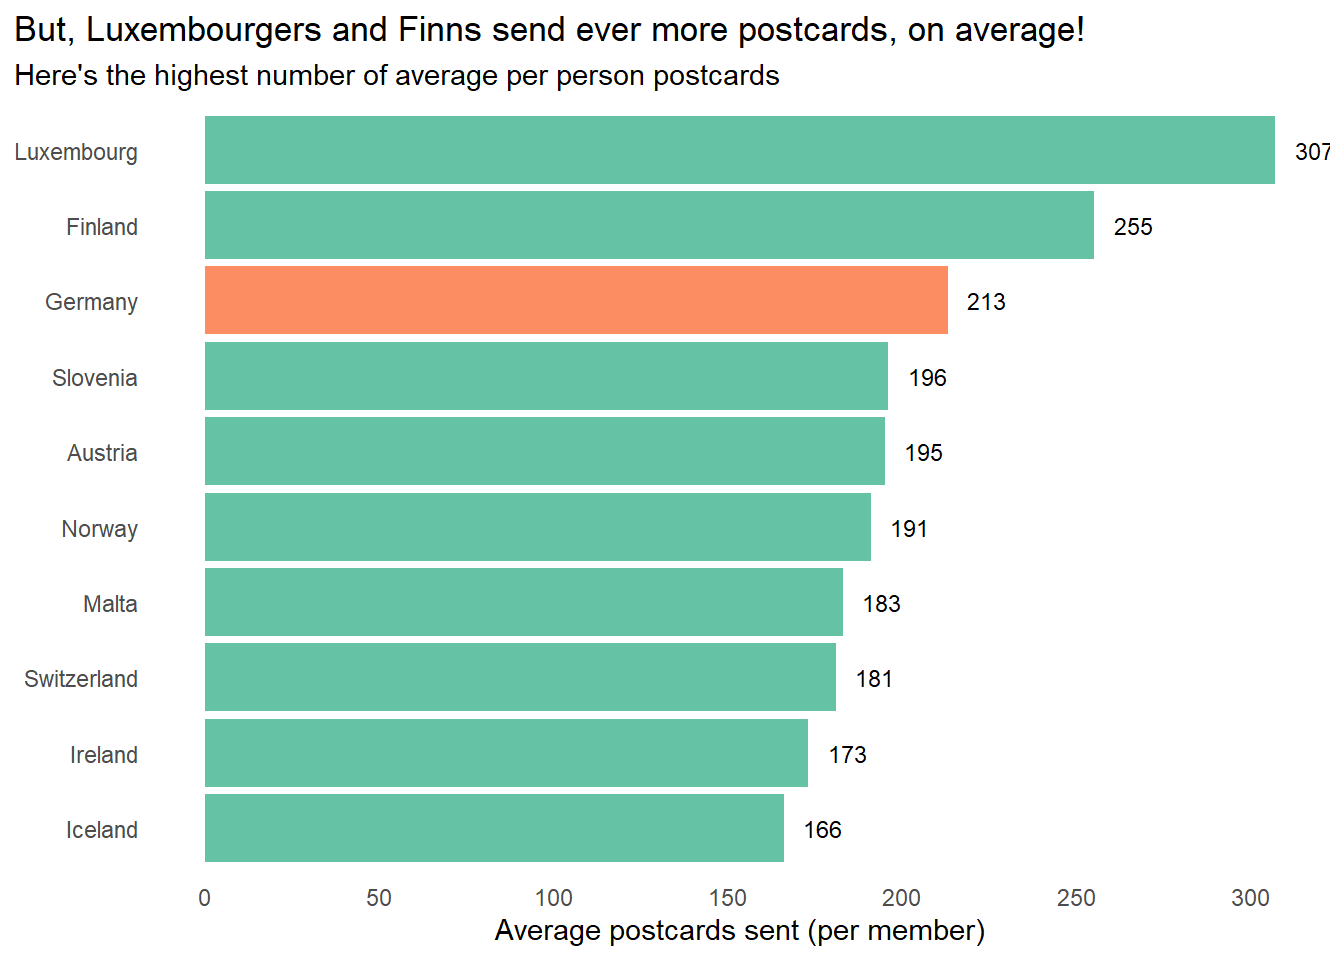 But, Luxembourgers and Finns send ever more postcards, on average!
Here's the highest number of average per person postcards
Luxembourg 307
Finland 255
Germany 213
Slovenia 196
Austria 195
Norway 191
Malta 183
Switzerland 181
Ireland 173
Iceland 166
0 50 100 150 200 250 300
Average postcards sent (per member)